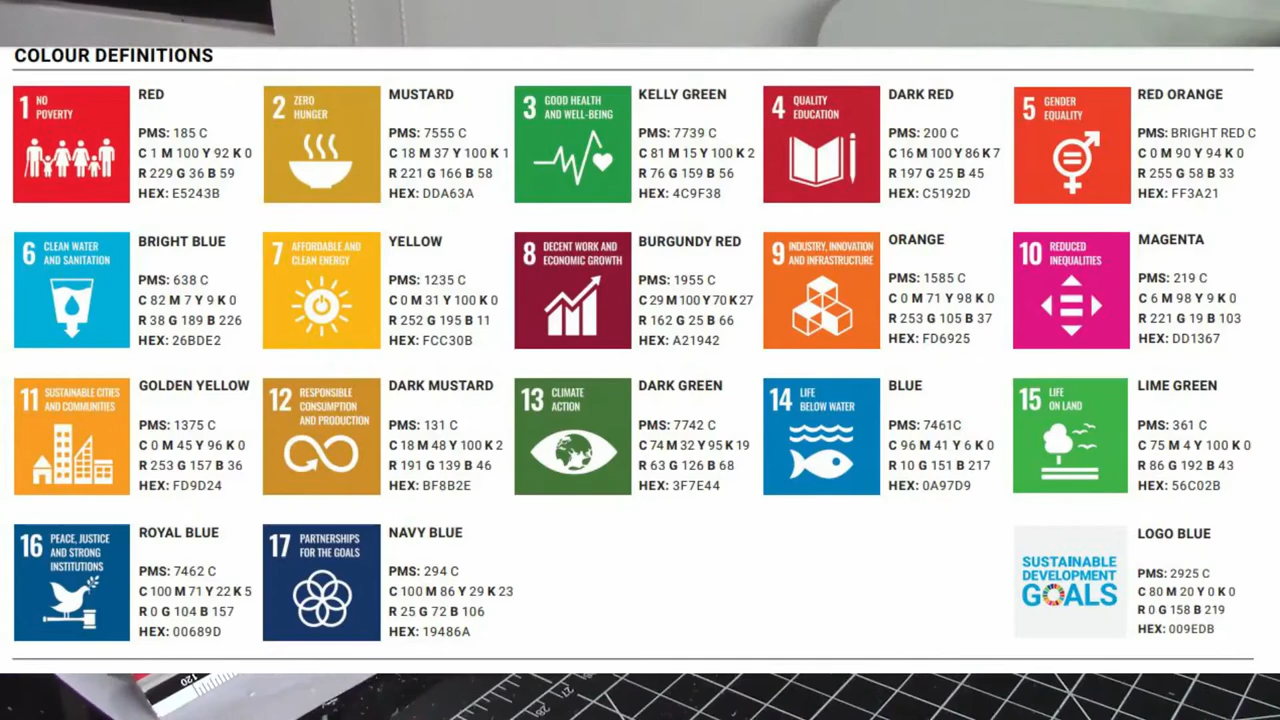 COLOUR DEFINITIONS
1 NO
POVERTY
RED
PMS: 185 C
C 1 M 100 Y 92 K 0
R 229 G 36 B 59
HEX: E5243B
2 ZERO
HUNGER
MUSTARD
PMS: 7555 C
C 18 M 37 Y 100 K 1
R 221 G 166 B 58
HEX: DDA63A
3 GOOD HEALTH
AND WELL-BEING
KELLY GREEN
PMS: 7739 C
C 81 M 15 Y 100 K 2
R 76 G 159 B 56
HEX: 4C9F38
4 QUALITY
EDUCATION
DARK RED
PMS: 200 C
C 16 M 100 Y 86 K 7
R 197 G 25 B 45
HEX: C5192D
5 GENDER
EQUALITY
RED ORANGE
PMS: BRIGHT RED C
C 0 M 90 Y 94 K 0
R 255 G 58 B 33
HEX: FF3A21
6 CLEAN WATER
AND SANITATION
BRIGHT BLUE
PMS: 638 C
C 82 M 7 Y 9 K 0
R 38 G 189 B 226
HEX: 26BDE2
7 AFFORDABLE AND
CLEAN ENERGY
YELLOW
PMS: 1235 C
C 0 M 31 Y 100 K 0
R 252 G 195 B 11
HEX: FCC30B
8 DECENT WORK AND
ECONOMIC GROWTH
BURGUNDY RED
PMS: 1955 C
C 29 M 100 Y 70 K 27
R 162 G 25 B 66
HEX: A21942
9 INDUSTRY, INNOVATION
AND INFRASTRUCTURE
ORANGE
PMS: 1585 C
C 0 M 71 Y 98 K 0
R 253 G 105 B 37
HEX: FD6925
10 REDUCED
INEQUALITIES
MAGENTA
PMS: 219 C
C 6 M 98 Y 9 K 0
R 221 G 19 B 103
HEX: DD1367
11 SUSTAINABLE CITIES
AND COMMUNITIES
GOLDEN YELLOW
PMS: 1375 C
C 0 M 45 Y 96 K 0
R 253 G 157 B 36
HEX: FD9D24
12 RESPONSIBLE
CONSUMPTION
AND PRODUCTION
DARK MUSTARD
PMS: 131 C
C 18 M 48 Y 100 K 2
R 191 G 139 B 46
HEX: BF8B2E
13 CLIMATE
ACTION
DARK GREEN
PMS: 7742 C
C 74 M 32 Y 95 K 19
R 63 G 126 B 68
HEX: 3F7E44
14 LIFE
BELOW WATER
BLUE
PMS: 7461C
C 96 M 41 Y 6 K 0
R 10 G 151 B 217
HEX: 0A97D9
15 LIFE
ON LAND
LIME GREEN
PMS: 361 C
C 75 M 4 Y 100 K 0
R 86 G 192 B 43
HEX: 56C02B
16 PEACE, JUSTICE
AND STRONG
INSTITUTIONS
ROYAL BLUE
PMS: 7462 C
C 100 M 71 Y 22 K 5
R 0 G 104 B 157
HEX: 00689D
17 PARTNERSHIPS
FOR THE GOALS
NAVY BLUE
PMS: 294 C
C 100 M 86 Y 29 K 23
R 25 G 72 B 106
HEX: 19486A
SUSTAINABLE
DEVELOPMENT
GOALS
LOGO BLUE
PMS: 2925 C
C 80 M 20 Y 0 K 0
R 0 G 158 B 219
HEX: 009EDB
120